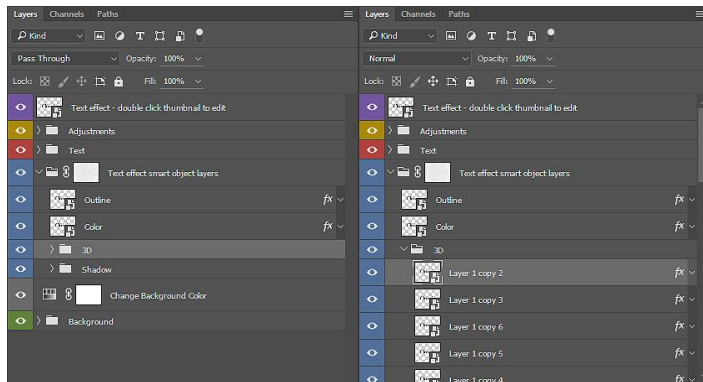 Layers Channels Paths
Kind
Pass Through Opacity: 100%
Lock: Fill: 100%
Text effect - double click thumbnail to edit
Adjustments
Text
Text effect smart object layers
Outline fx
Color fx
3D
Shadow
Change Background Color
Background
Layers Channels Paths
Kind
Normal Opacity: 100%
Lock: Fill: 100%
Text effect - double click thumbnail to edit
Adjustments
Text
Text effect smart object layers
Outline fx
Color fx
3D
Layer 1 copy 2 fx
Layer 1 copy 3 fx
Layer 1 copy 6 fx
Layer 1 copy 5 fx
Layer 1 copy 4 fx